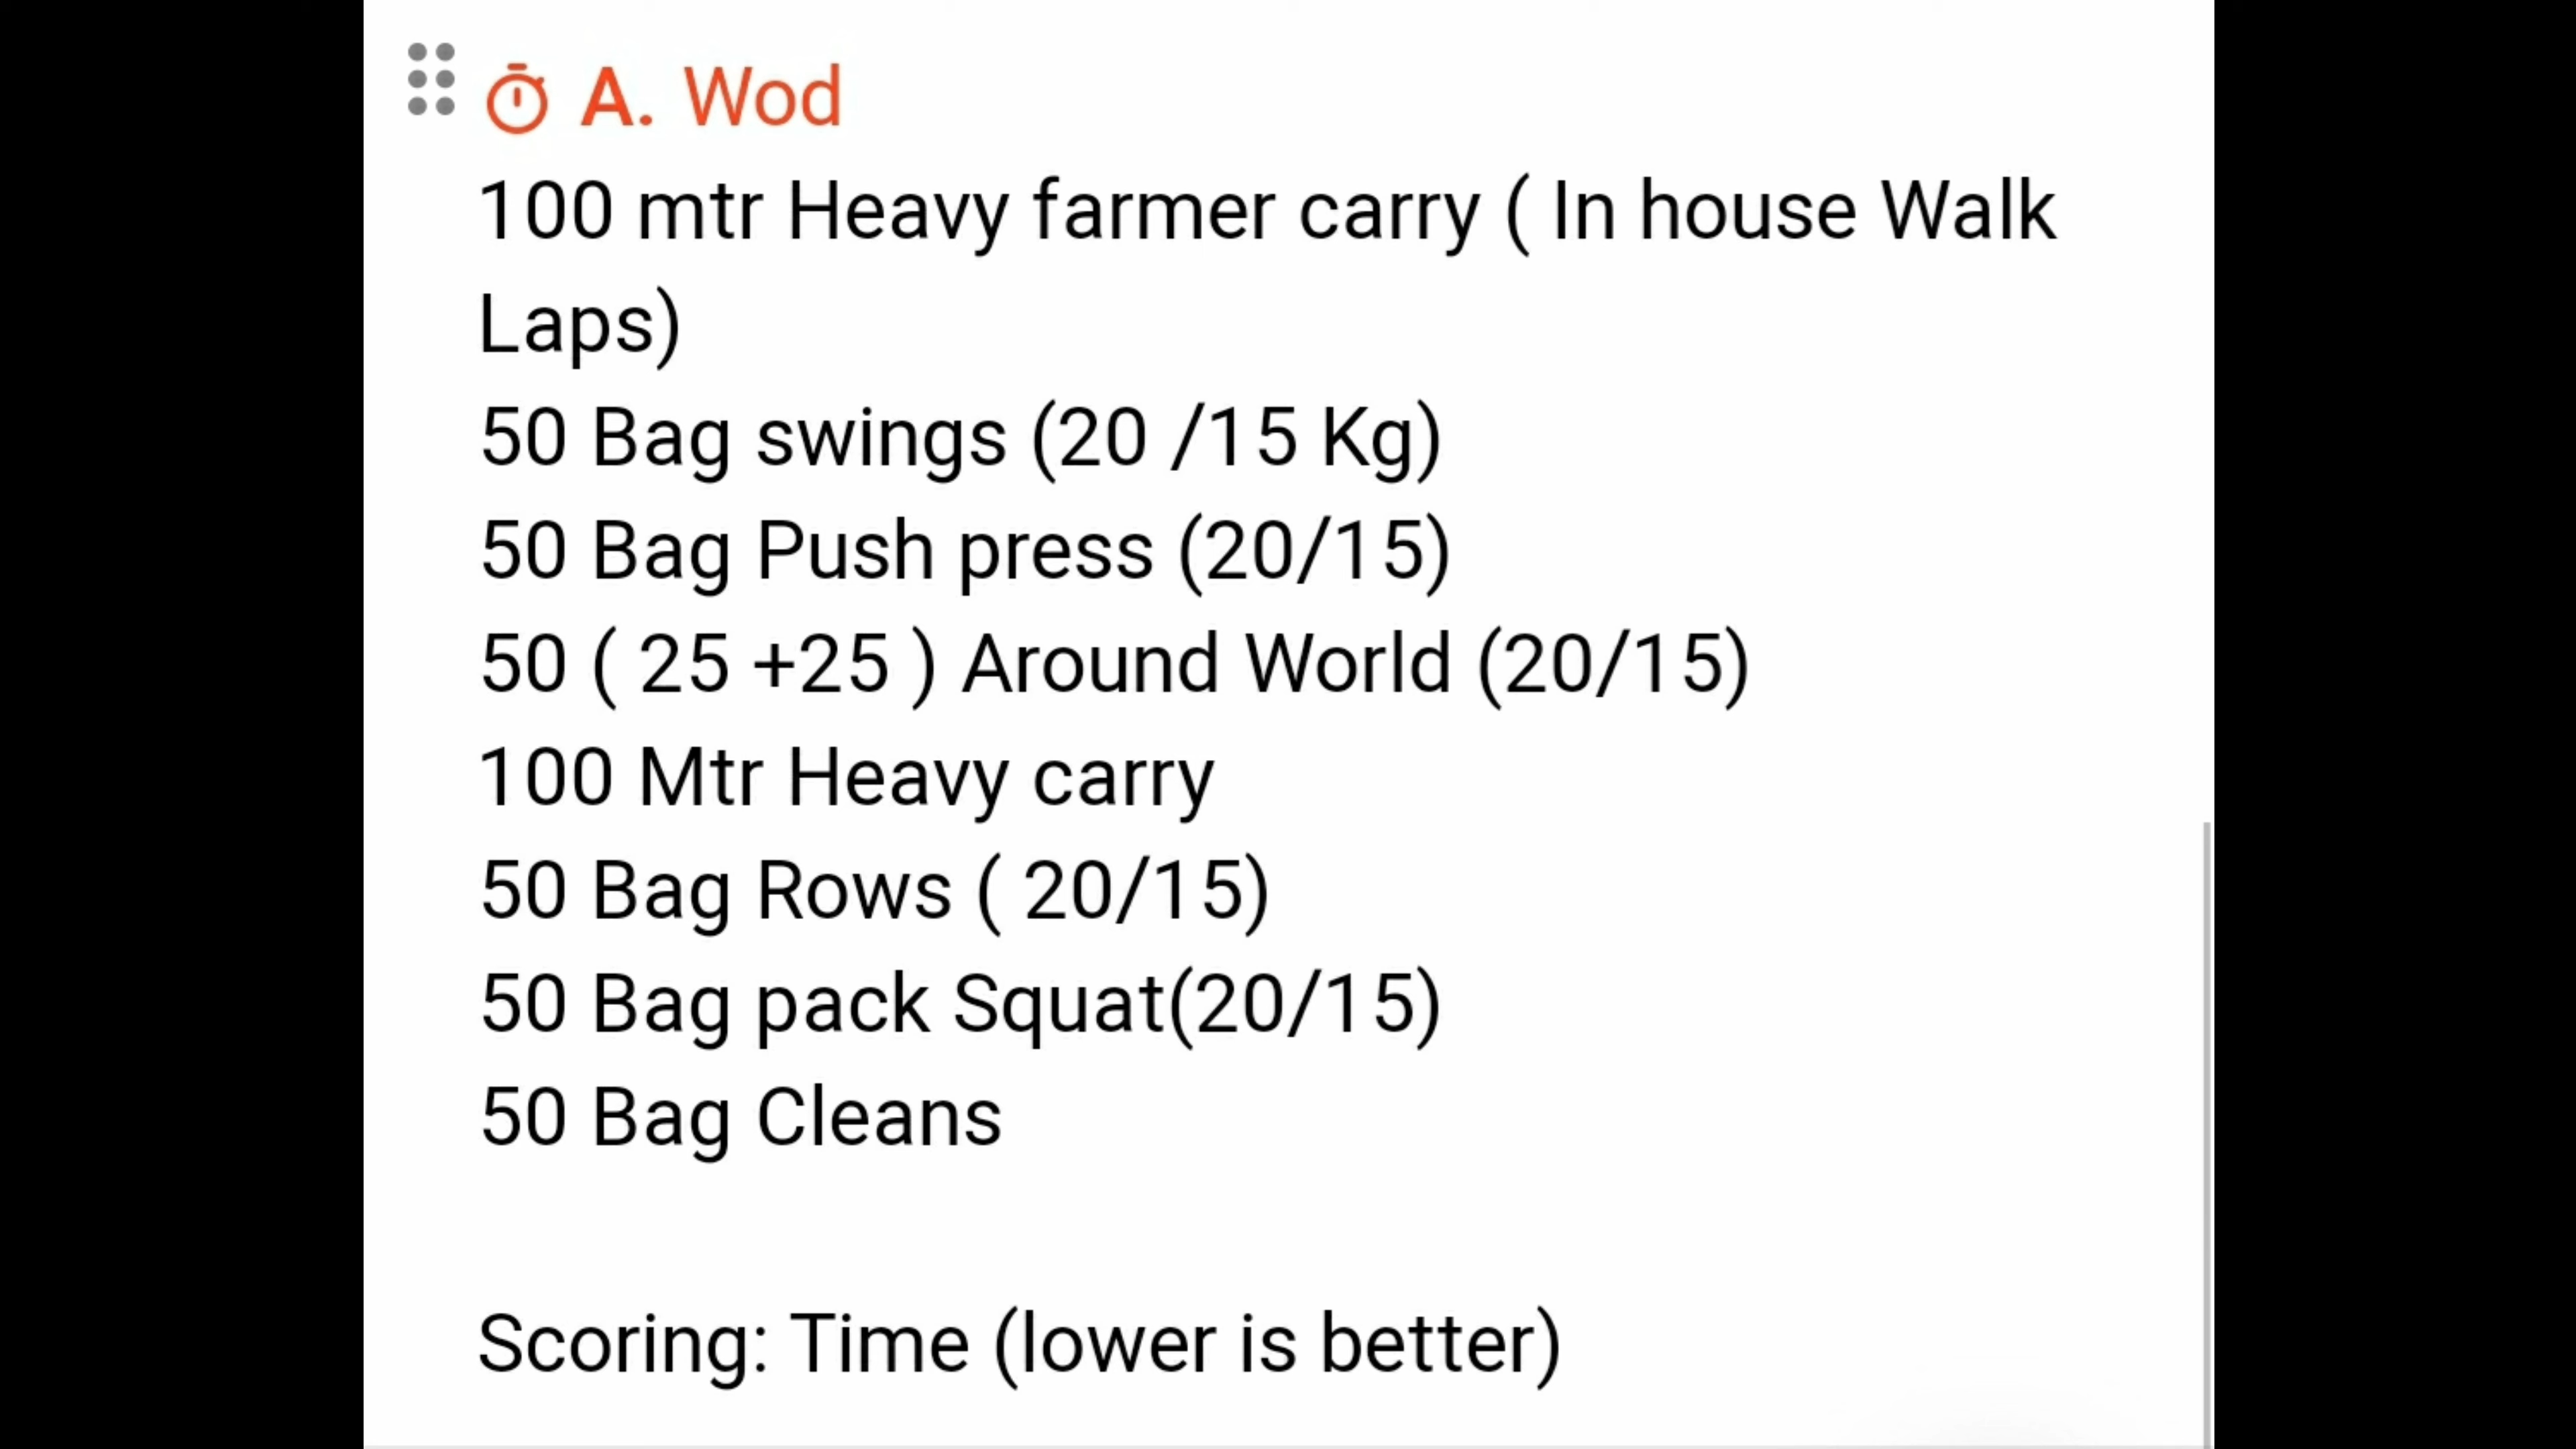 A. Wod
100 mtr Heavy farmer carry ( In house Walk
Laps)
50 Bag swings (20 /15 Kg)
50 Bag Push press (20/15)
50 ( 25 +25 ) Around World (20/15)
100 Mtr Heavy carry
50 Bag Rows ( 20/15)
50 Bag pack Squat(20/15)
50 Bag Cleans
Scoring: Time (lower is better)